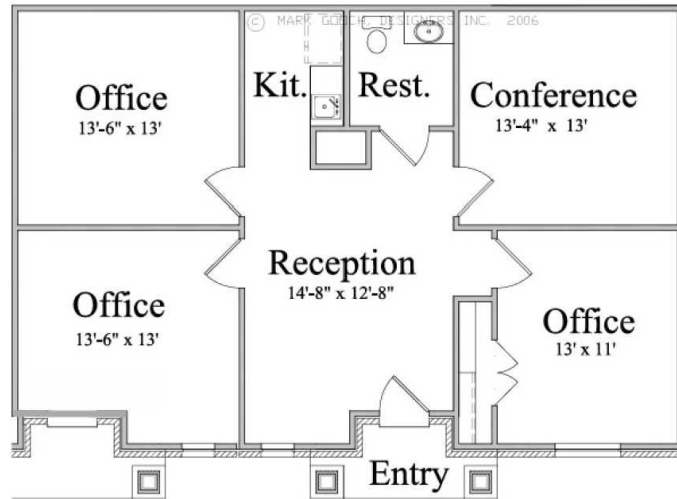 © MARK GOUCH, DESIGNERS INC. 2006
Office
13'-6" x 13'
Kit.
Rest.
Conference
13'-4" x 13'
Reception
14'-8" x 12'-8"
Office
13'-6" x 13'
Office
13' x 11'
Entry